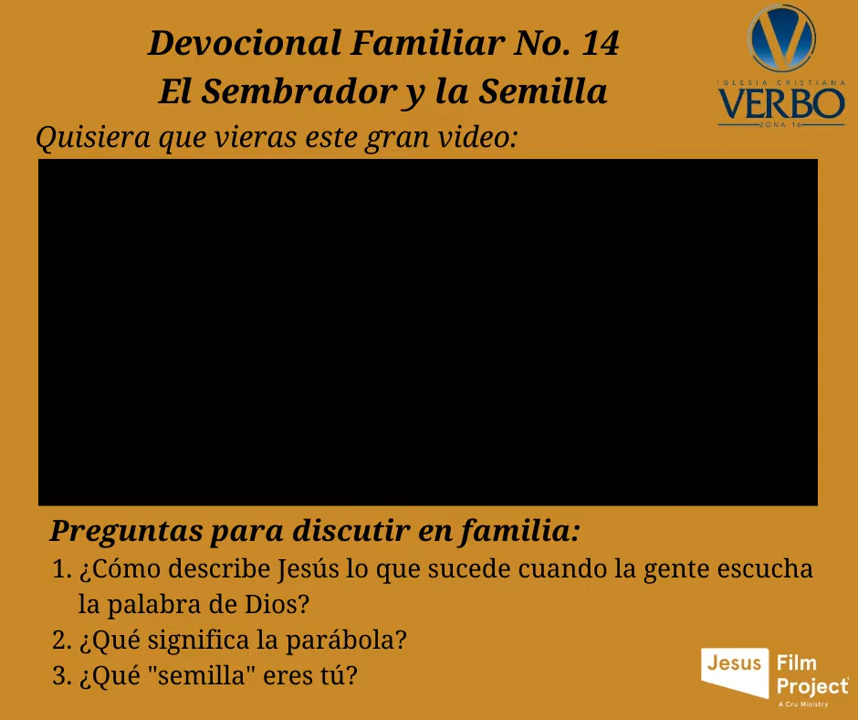 Devocional Familiar No. 14
El Sembrador y la Semilla
IGLESIA CRISTIANA
VERBO
ZONA 16
Quisiera que vieras este gran video:
Preguntas para discutir en familia:
1. ¿Cómo describe Jesús lo que sucede cuando la gente escucha
la palabra de Dios?
2. ¿Qué significa la parábola?
3. ¿Qué "semilla" eres tú?
Jesus Film
Project
A Cru Ministry